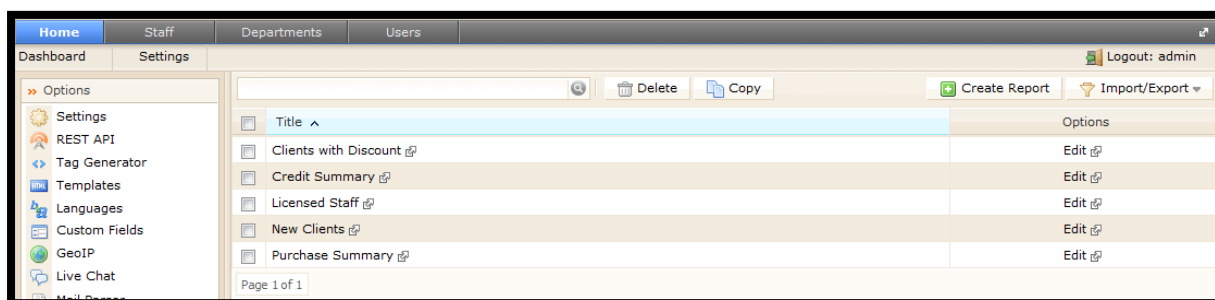 Home Staff Departments Users
Dashboard Settings Logout: admin
Options
Delete Copy Create Report Import/Export
Settings
Title Options
REST API
Clients with Discount Edit
Tag Generator
Credit Summary Edit
Templates
Licensed Staff Edit
Languages
Custom Fields
New Clients Edit
GeoIP
Purchase Summary Edit
Live Chat
Page 1 of 1
Mail Parser